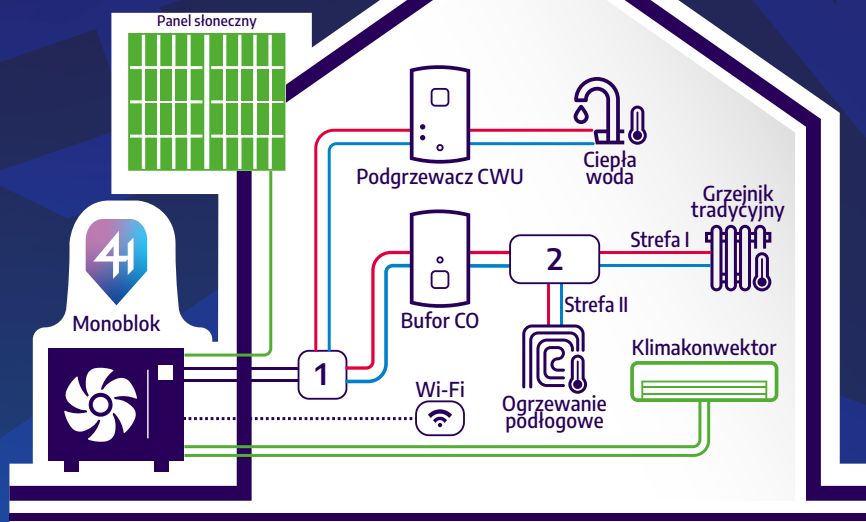 Panel słoneczny
Podgrzewacz CWU
Ciepła
woda
Grzejnik
tradycyjny
Strefa I
2
4H
Monoblok
Bufor CO
Strefa II
Klimakonwektor
1
Wi-Fi
Ogrzewanie
podłogowe